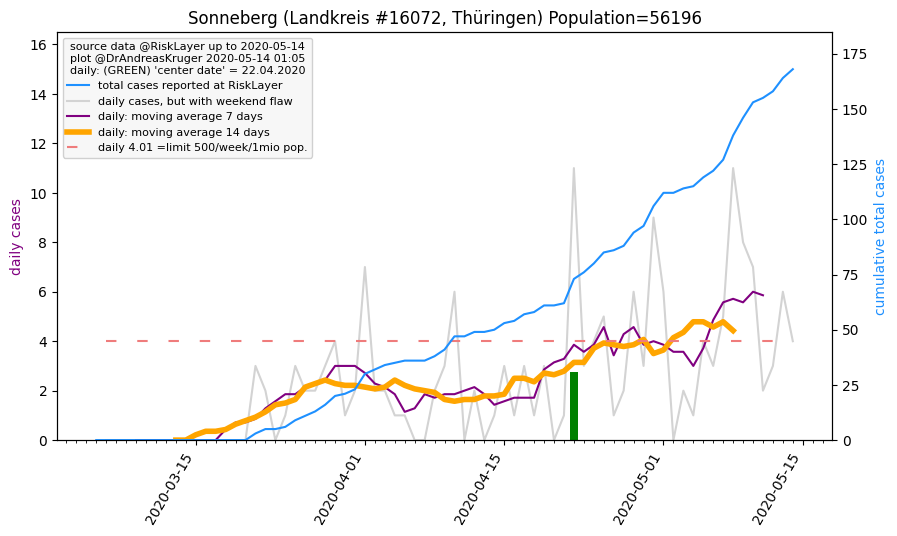 Sonneberg (Landkreis #16072, Thüringen) Population=56196
source data @RiskLayer up to 2020-05-14
plot @DrAndreasKruger 2020-05-14 01:05
daily: (GREEN) 'center date' = 22.04.2020
total cases reported at RiskLayer
daily cases, but with weekend flaw
daily: moving average 7 days
daily: moving average 14 days
daily 4.01 =limit 500/week/1mio pop.
daily cases
16
14
12
10
8
6
4
2
0
cumulative total cases
175
150
125
100
75
50
25
0
2020-03-15
2020-04-01
2020-04-15
2020-05-01
2020-05-15